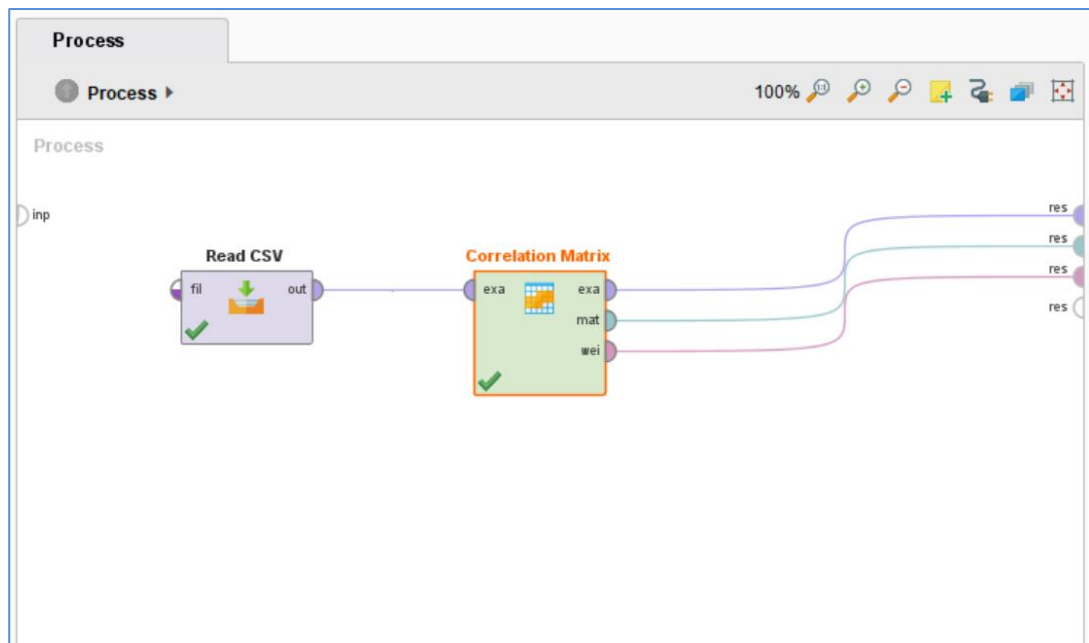 Process
Process
100%
Process
inp
res
res
res
res
Read CSV
fil
out
Correlation Matrix
exa
exa
mat
wei